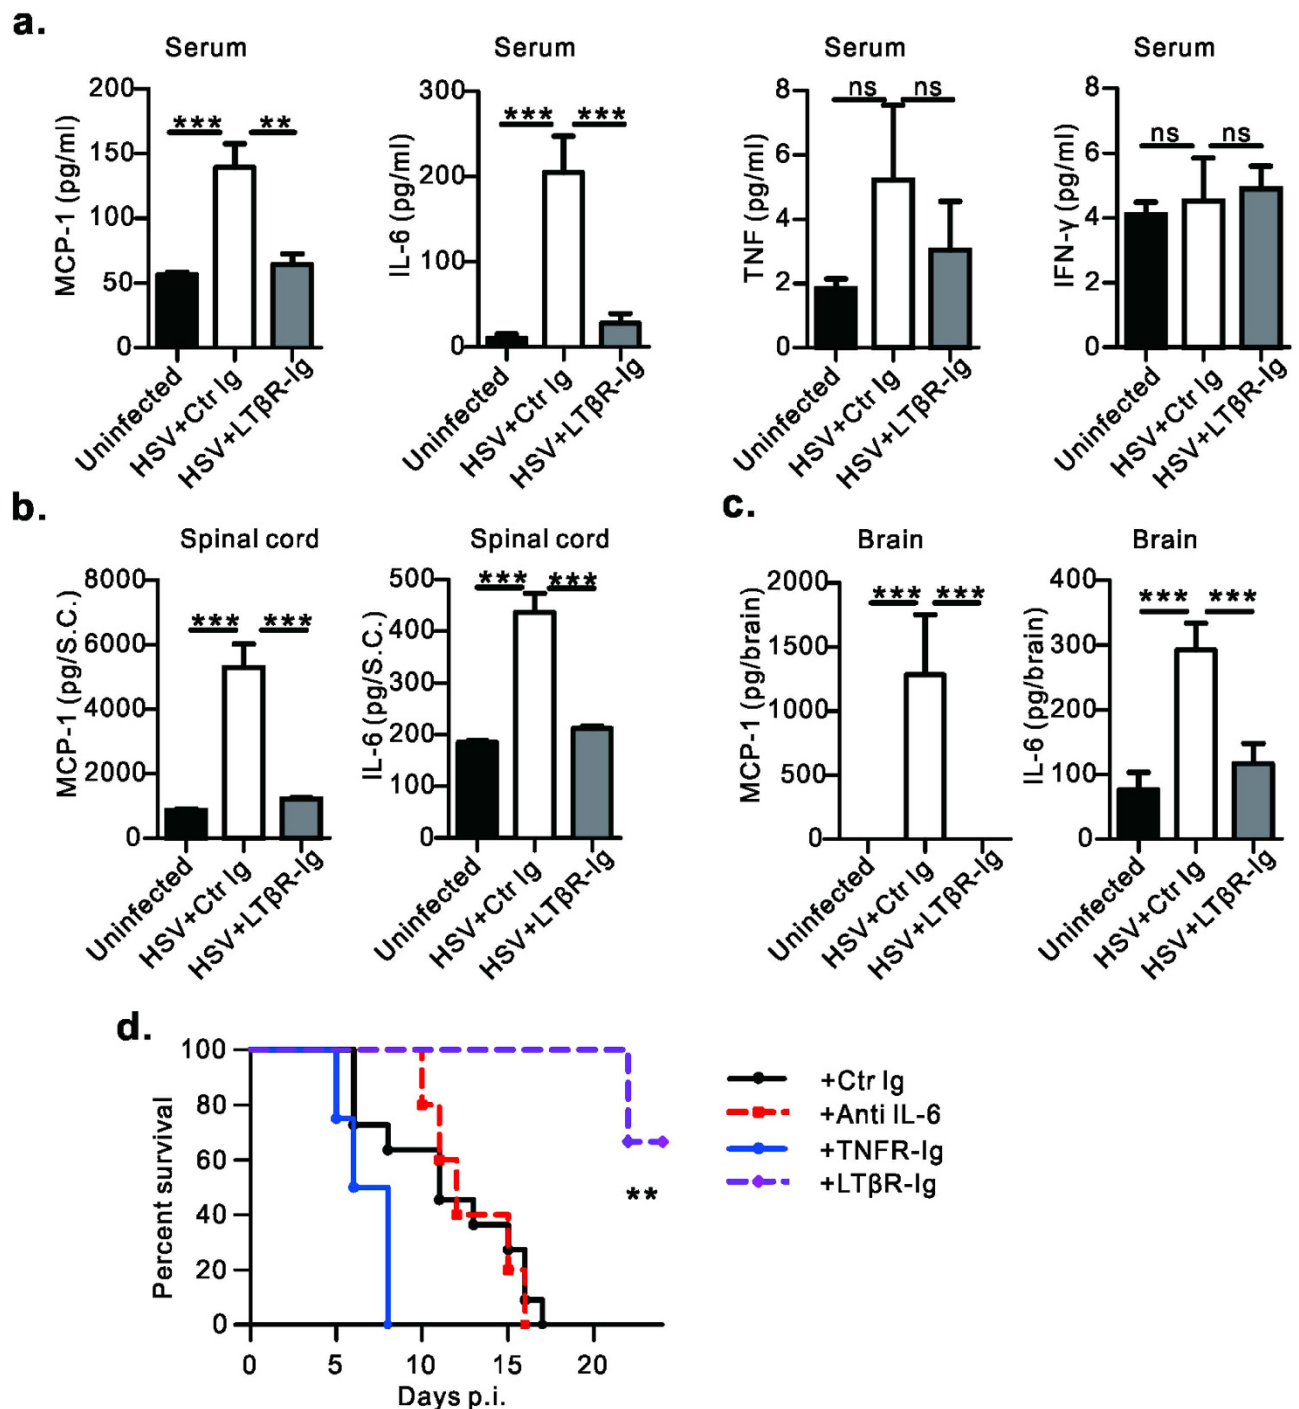 a.
Serum
MCP-1 (pg/ml)
200
150
100
50
0
*** **
Uninfected
HSV+Ctr Ig
HSV+LTβR-Ig
Serum
IL-6 (pg/ml)
300
200
100
0
*** ***
Uninfected
HSV+Ctr Ig
HSV+LTβR-Ig
Serum
TNF (pg/ml)
8
6
4
2
0
ns ns
Uninfected
HSV+Ctr Ig
HSV+LTβR-Ig
Serum
IFN-γ (pg/ml)
8
6
4
2
0
ns ns
Uninfected
HSV+Ctr Ig
HSV+LTβR-Ig
b.
Spinal cord
MCP-1 (pg/S.C.)
8000
6000
4000
2000
0
*** ***
Uninfected
HSV+Ctr Ig
HSV+LTβR-Ig
Spinal cord
IL-6 (pg/S.C.)
500
400
300
200
100
0
*** ***
Uninfected
HSV+Ctr Ig
HSV+LTβR-Ig
c.
Brain
MCP-1 (pg/brain)
2000
1500
1000
500
0
*** ***
Uninfected
HSV+Ctr Ig
HSV+LTβR-Ig
Brain
IL-6 (pg/brain)
400
300
200
100
0
*** ***
Uninfected
HSV+Ctr Ig
HSV+LTβR-Ig
d.
Percent survival
100
80
60
40
20
0
0 5 10 15 20
Days p.i.
**
+Ctr Ig
+Anti IL-6
+TNFR-Ig
+LTβR-Ig